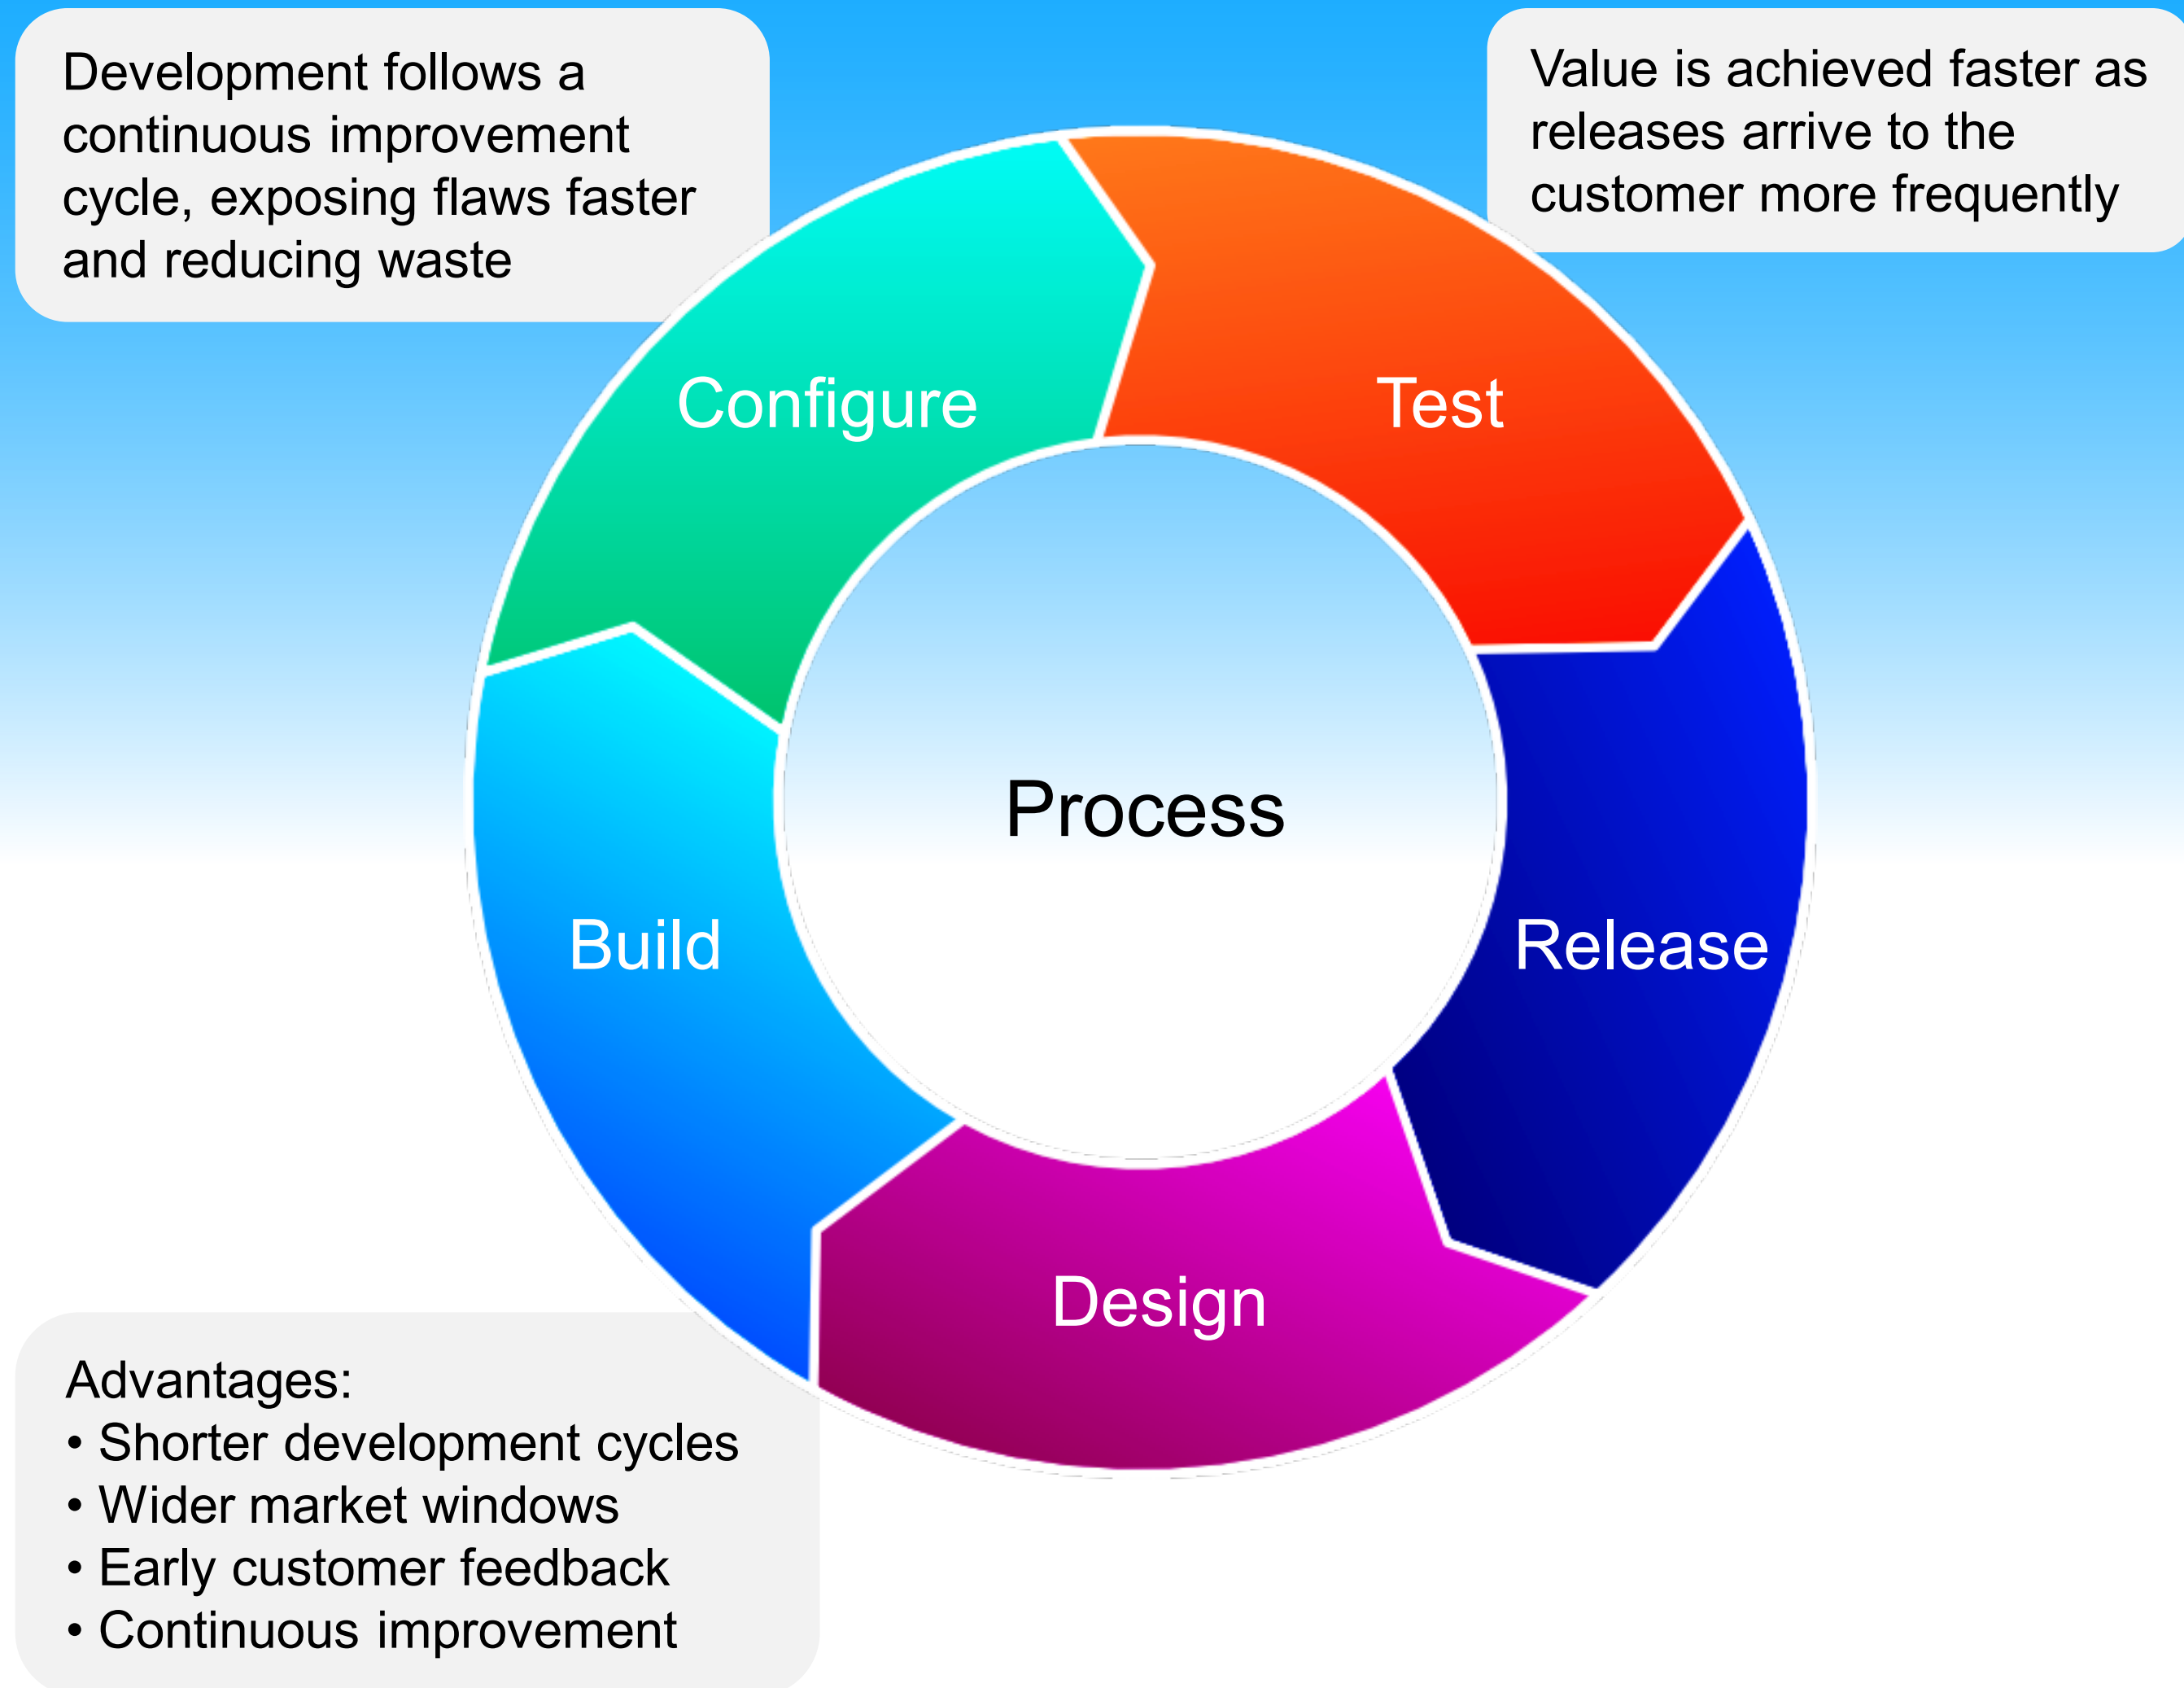 Development follows a
continuous improvement
cycle, exposing flaws faster
and reducing waste
Value is achieved faster as
releases arrive to the
customer more frequently
Configure
Test
Process
Build
Release
Design
Advantages:
• Shorter development cycles
• Wider market windows
• Early customer feedback
• Continuous improvement